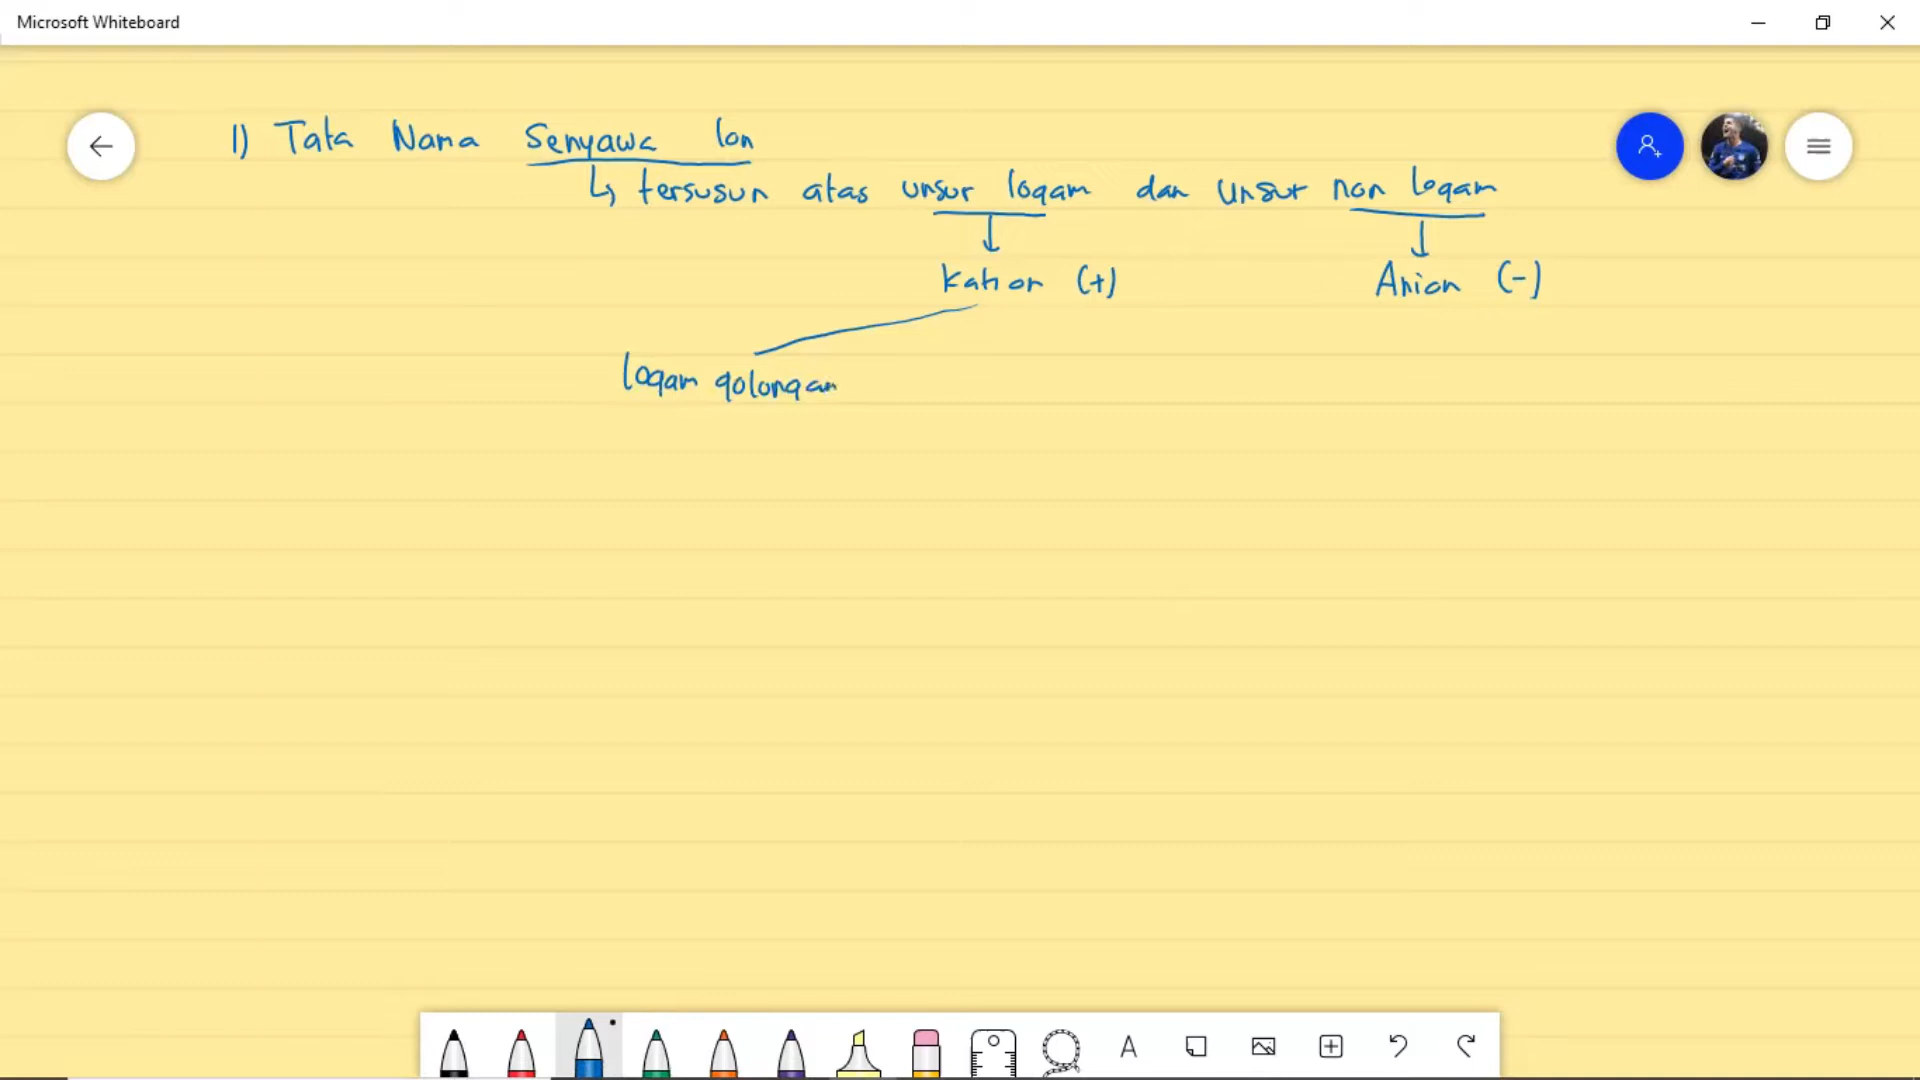 Microsoft Whiteboard
1) Tata Nama Senyawa Ion
↳ tersusun atas unsur logam dan unsur non logam
Kation (+) Anion (-)
logam golongan
A